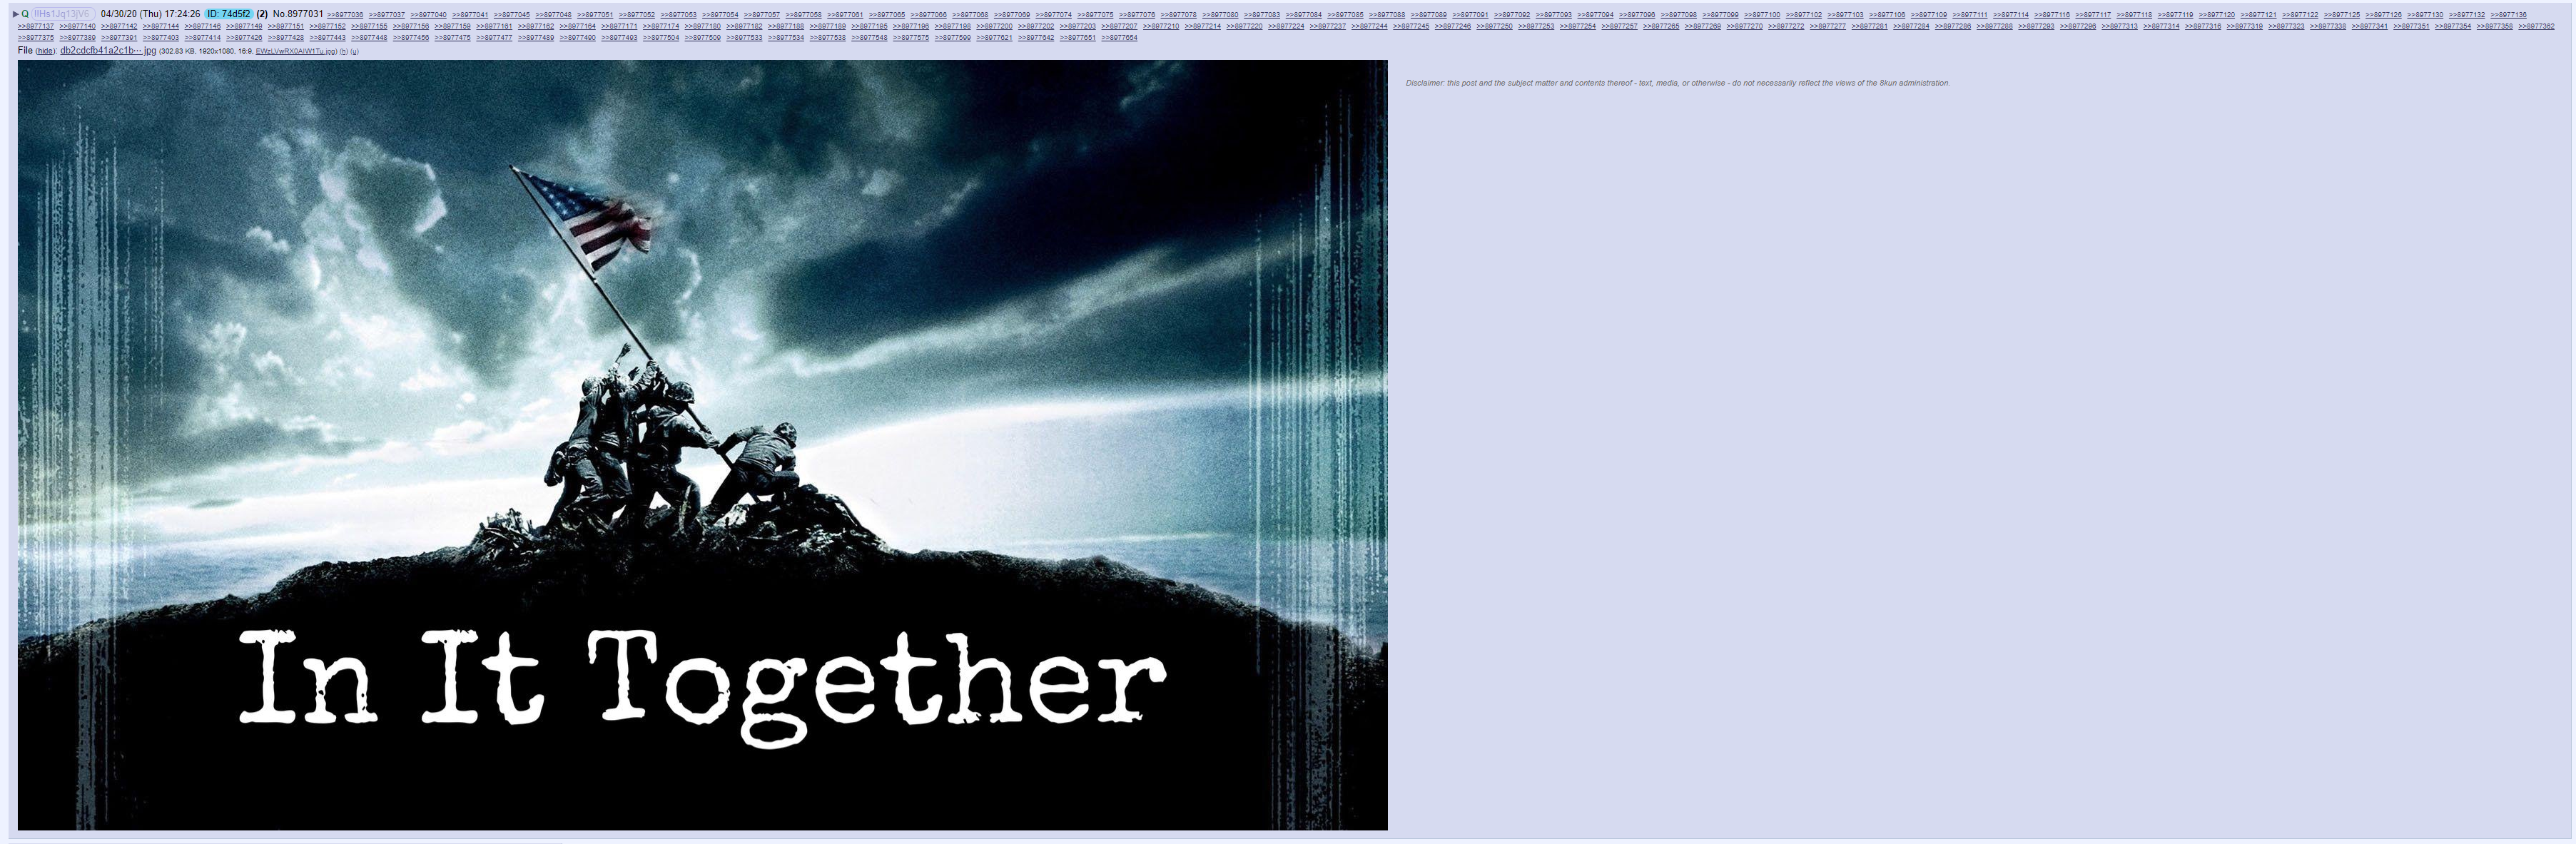 ▶ Q !!Hs1Jq13jV6 04/30/20 (Thu) 17:24:26 ID: 74d5f2 (2) No.8977031 >>8977036 >>8977037 >>8977040 >>8977041 >>8977045 >>8977048 >>8977051 >>8977052 >>8977053 >>8977054 >>8977057 >>8977058 >>8977061 >>8977065 >>8977066 >>8977068 >>8977069 >>8977074 >>8977075 >>8977076 >>8977078 >>8977080 >>8977083 >>8977084 >>8977085 >>8977088 >>8977089 >>8977091 >>8977092 >>8977093 >>8977094 >>8977096 >>8977098 >>8977099 >>8977100 >>8977102 >>8977103 >>8977106 >>8977109 >>8977111 >>8977114 >>8977116 >>8977117 >>8977118 >>8977119 >>8977120 >>8977121 >>8977122 >>8977125 >>8977126 >>8977130 >>8977132 >>8977136
>>8977137 >>8977140 >>8977142 >>8977144 >>8977146 >>8977149 >>8977151 >>8977152 >>8977155 >>8977156 >>8977159 >>8977161 >>8977162 >>8977164 >>8977171 >>8977174 >>8977180 >>8977182 >>8977188 >>8977189 >>8977195 >>8977196 >>8977198 >>8977200 >>8977202 >>8977203 >>8977207 >>8977210 >>8977214 >>8977220 >>8977224 >>8977237 >>8977244 >>8977245 >>8977246 >>8977250 >>8977253 >>8977254 >>8977257 >>8977265 >>8977269 >>8977270 >>8977272 >>8977277 >>8977281 >>8977284 >>8977286 >>8977288 >>8977293 >>8977296 >>8977313 >>8977314 >>8977316 >>8977319 >>8977323 >>8977338 >>8977341 >>8977351 >>8977354 >>8977358 >>8977362
>>8977375 >>8977389 >>8977391 >>8977403 >>8977414 >>8977426 >>8977428 >>8977443 >>8977448 >>8977456 >>8977475 >>8977477 >>8977489 >>8977490 >>8977493 >>8977504 >>8977509 >>8977533 >>8977534 >>8977538 >>8977548 >>8977575 >>8977599 >>8977621 >>8977642 >>8977651 >>8977654
File (hide): db2cdcfb41a2c1b⋯.jpg (302.83 KB, 1920x1080, 16:9, EWzLVwRX0AIW1Tu.jpg) (h) (u)
Disclaimer: this post and the subject matter and contents thereof - text, media, or otherwise - do not necessarily reflect the views of the 8kun administration.
In It Together